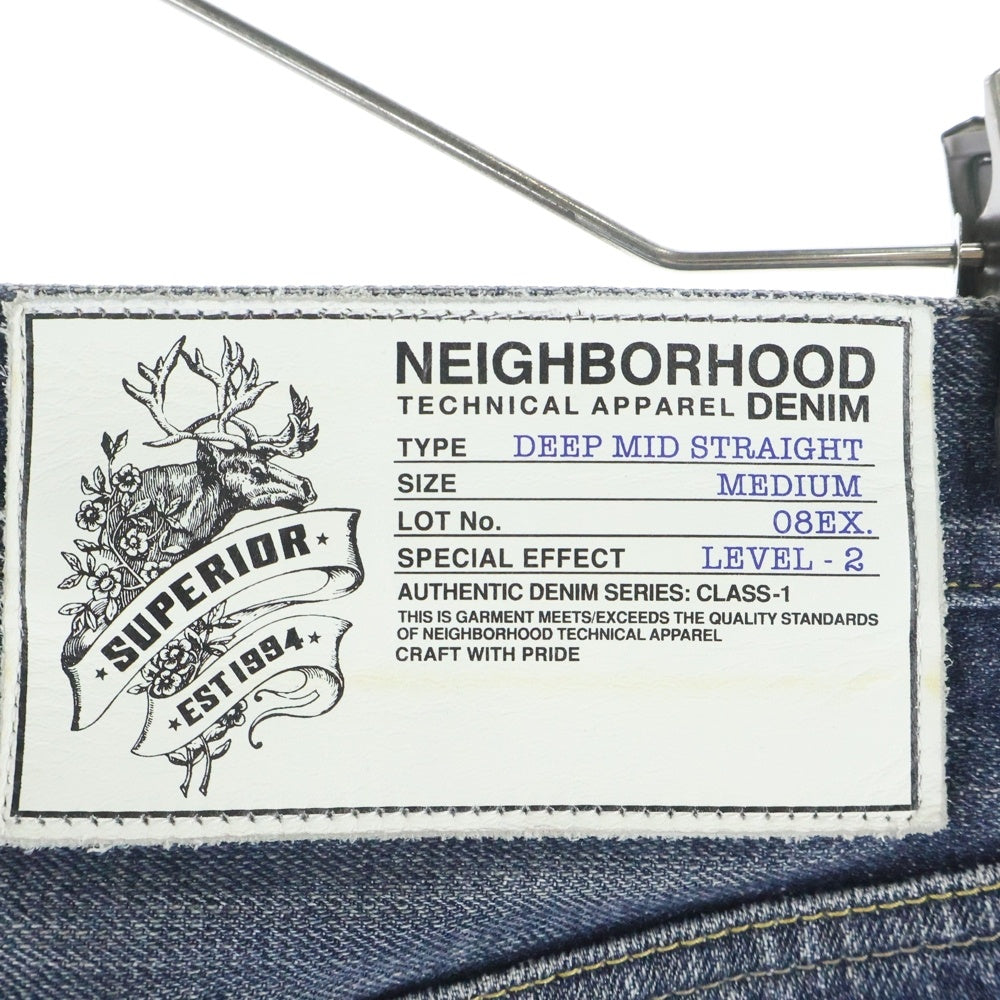 NEIGHBORHOOD
TECHNICAL APPAREL DENIM
TYPE DEEP MID STRAIGHT
SIZE MEDIUM
LOT No. 08EX.
SPECIAL EFFECT LEVEL - 2
AUTHENTIC DENIM SERIES: CLASS-1
THIS IS GARMENT MEETS/EXCEEDS THE QUALITY STANDARDS
OF NEIGHBORHOOD TECHNICAL APPAREL
CRAFT WITH PRIDE
★ SUPERIOR ★
★ EST 1994 ★